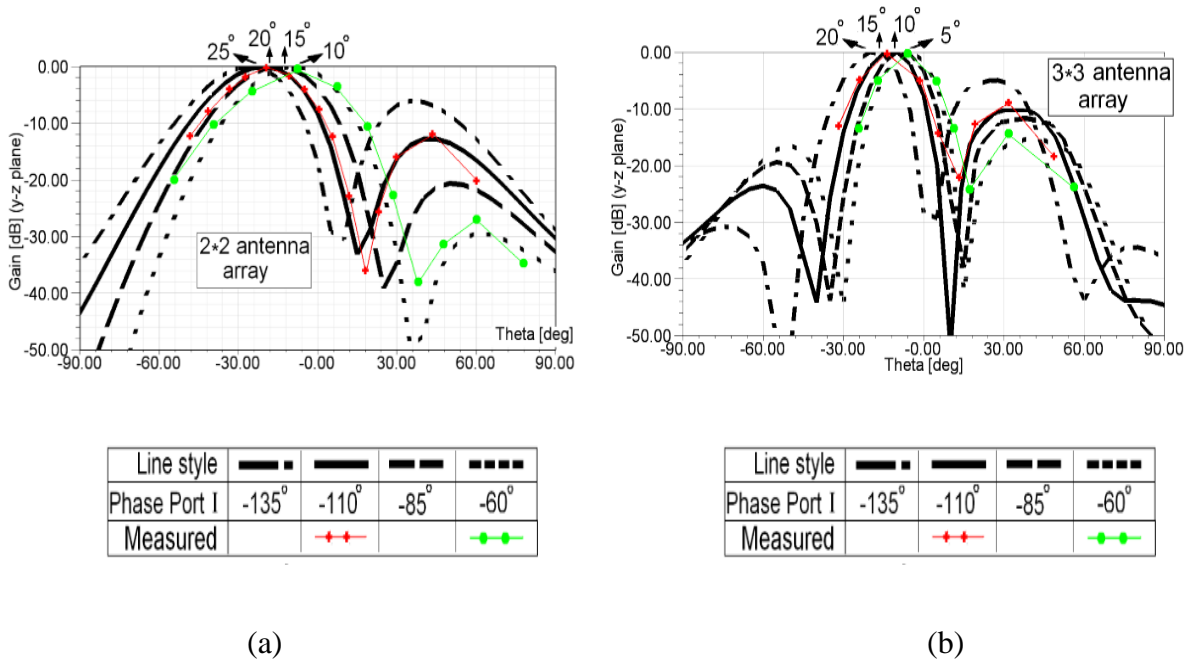 25° 20° 15° 10°
Gain [dB] (y-z plane)
0.00
-10.00
-20.00
-30.00
-40.00
-50.00
2*2 antenna
array
Theta [deg]
-90.00 -60.00 -30.00 -0.00 30.00 60.00 90.00
Line style
Phase Port I -135° -110° -85° -60°
Measured
(a)
20° 15° 10° 5°
Gain [dB] (y-z plane)
0.00
-10.00
-20.00
-30.00
-40.00
-50.00
3*3 antenna
array
-90.00 -60.00 -30.00 -0.00 30.00 60.00 90.00
Theta [deg]
Line style
Phase Port I -135° -110° -85° -60°
Measured
(b)